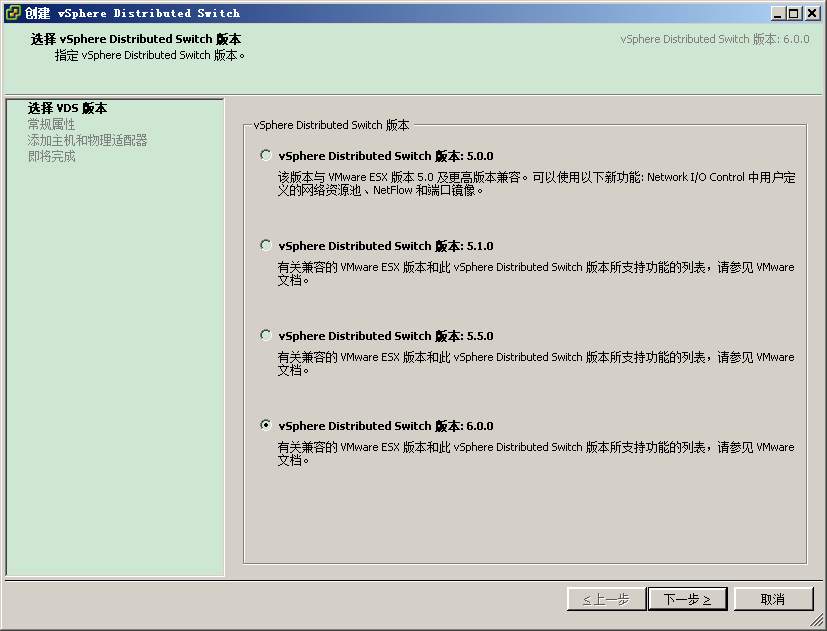 创建 vSphere Distributed Switch
选择 vSphere Distributed Switch 版本
指定 vSphere Distributed Switch 版本。
vSphere Distributed Switch 版本: 6.0.0
选择 VDS 版本
常规属性
添加主机和物理适配器
即将完成
vSphere Distributed Switch 版本
vSphere Distributed Switch 版本: 5.0.0
该版本与 VMware ESX 版本 5.0 及更高版本兼容。可以使用以下新功能: Network I/O Control 中用户定
义的网络资源池、NetFlow 和端口镜像。
vSphere Distributed Switch 版本: 5.1.0
有关兼容的 VMware ESX 版本和此 vSphere Distributed Switch 版本所支持功能的列表，请参见 VMware
文档。
vSphere Distributed Switch 版本: 5.5.0
有关兼容的 VMware ESX 版本和此 vSphere Distributed Switch 版本所支持功能的列表，请参见 VMware
文档。
vSphere Distributed Switch 版本: 6.0.0
有关兼容的 VMware ESX 版本和此 vSphere Distributed Switch 版本所支持功能的列表，请参见 VMware
文档。
≤上一步
下一步 ≥
取消